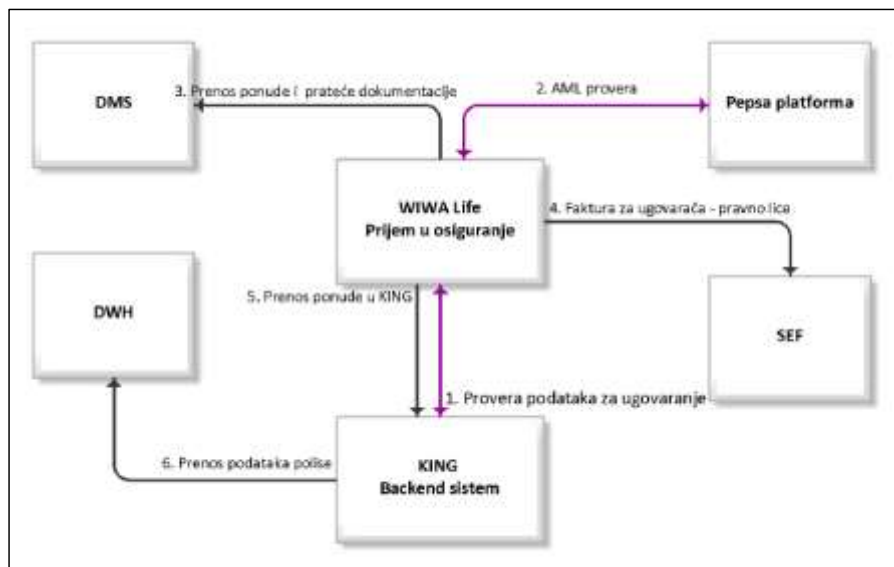 3. Prenos ponude i prateće dokumentacije
2. AML provera
DMS
Pepsa platforma
WIWA Life
Prijem u osiguranje
4. Faktura za ugovarača - pravno lice
5. Prenos ponude u KING
DWH
SEF
1. Provera podataka za ugovaranje
6. Prenos podataka polise
KING
Backend sistem